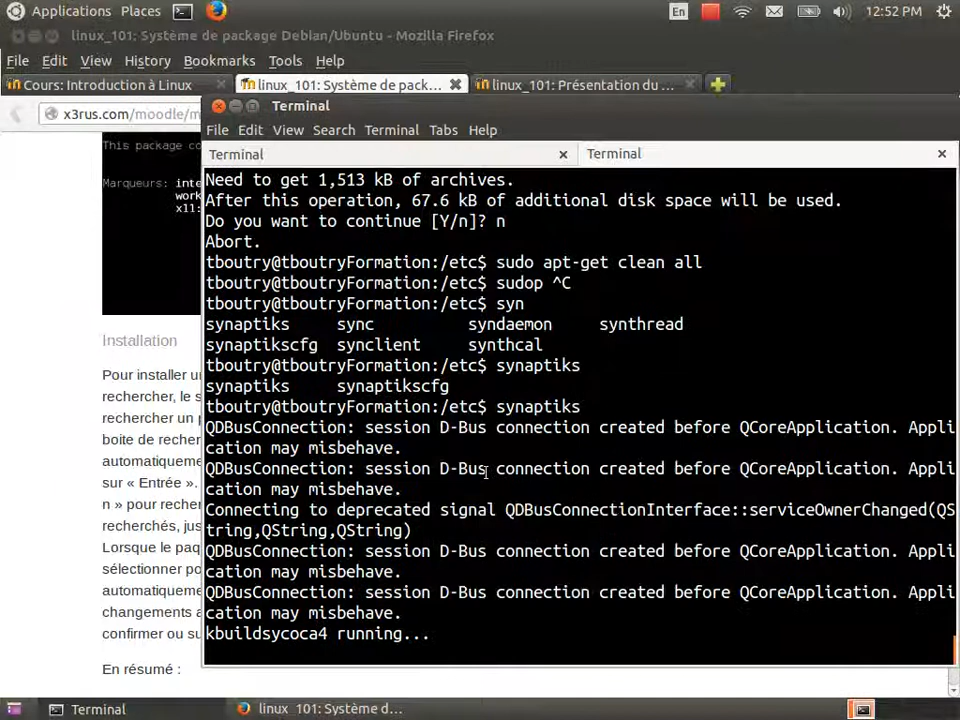 Applications Places En 12:52 PM
linux_101: Système de package Debian/Ubuntu - Mozilla Firefox
File Edit View History Bookmarks Tools Help
Cours: Introduction à Linux linux_101: Système de pack... linux_101: Présentation du ...
x3rus.com/moodle/m
Terminal
File Edit View Search Terminal Tabs Help
Terminal Terminal
This package co
Marqueurs: inte
work
x11:
Installation
Pour installer u
rechercher, le s
rechercher un p
boite de recher
automatiqueme
sur « Entrée ».
n » pour recher
recherchés, jus
Lorsque le paq
sélectionner po
automatiqueme
changements a
confirmer ou su
En résumé :
Need to get 1,513 kB of archives.
After this operation, 67.6 kB of additional disk space will be used.
Do you want to continue [Y/n]? n
Abort.
tboutry@tboutryFormation:/etc$ sudo apt-get clean all
tboutry@tboutryFormation:/etc$ sudop ^C
tboutry@tboutryFormation:/etc$ syn
synaptiks sync syndaemon synthread
synaptikscfg synclient synthcal
tboutry@tboutryFormation:/etc$ synaptiks
synaptiks synaptikscfg
tboutry@tboutryFormation:/etc$ synaptiks
QDBusConnection: session D-Bus connection created before QCoreApplication. Appli
cation may misbehave.
QDBusConnection: session D-Bus connection created before QCoreApplication. Appli
cation may misbehave.
Connecting to deprecated signal QDBusConnectionInterface::serviceOwnerChanged(QS
tring,QString,QString)
QDBusConnection: session D-Bus connection created before QCoreApplication. Appli
cation may misbehave.
QDBusConnection: session D-Bus connection created before QCoreApplication. Appli
cation may misbehave.
kbuildsycoca4 running...
Terminal linux_101: Système d...